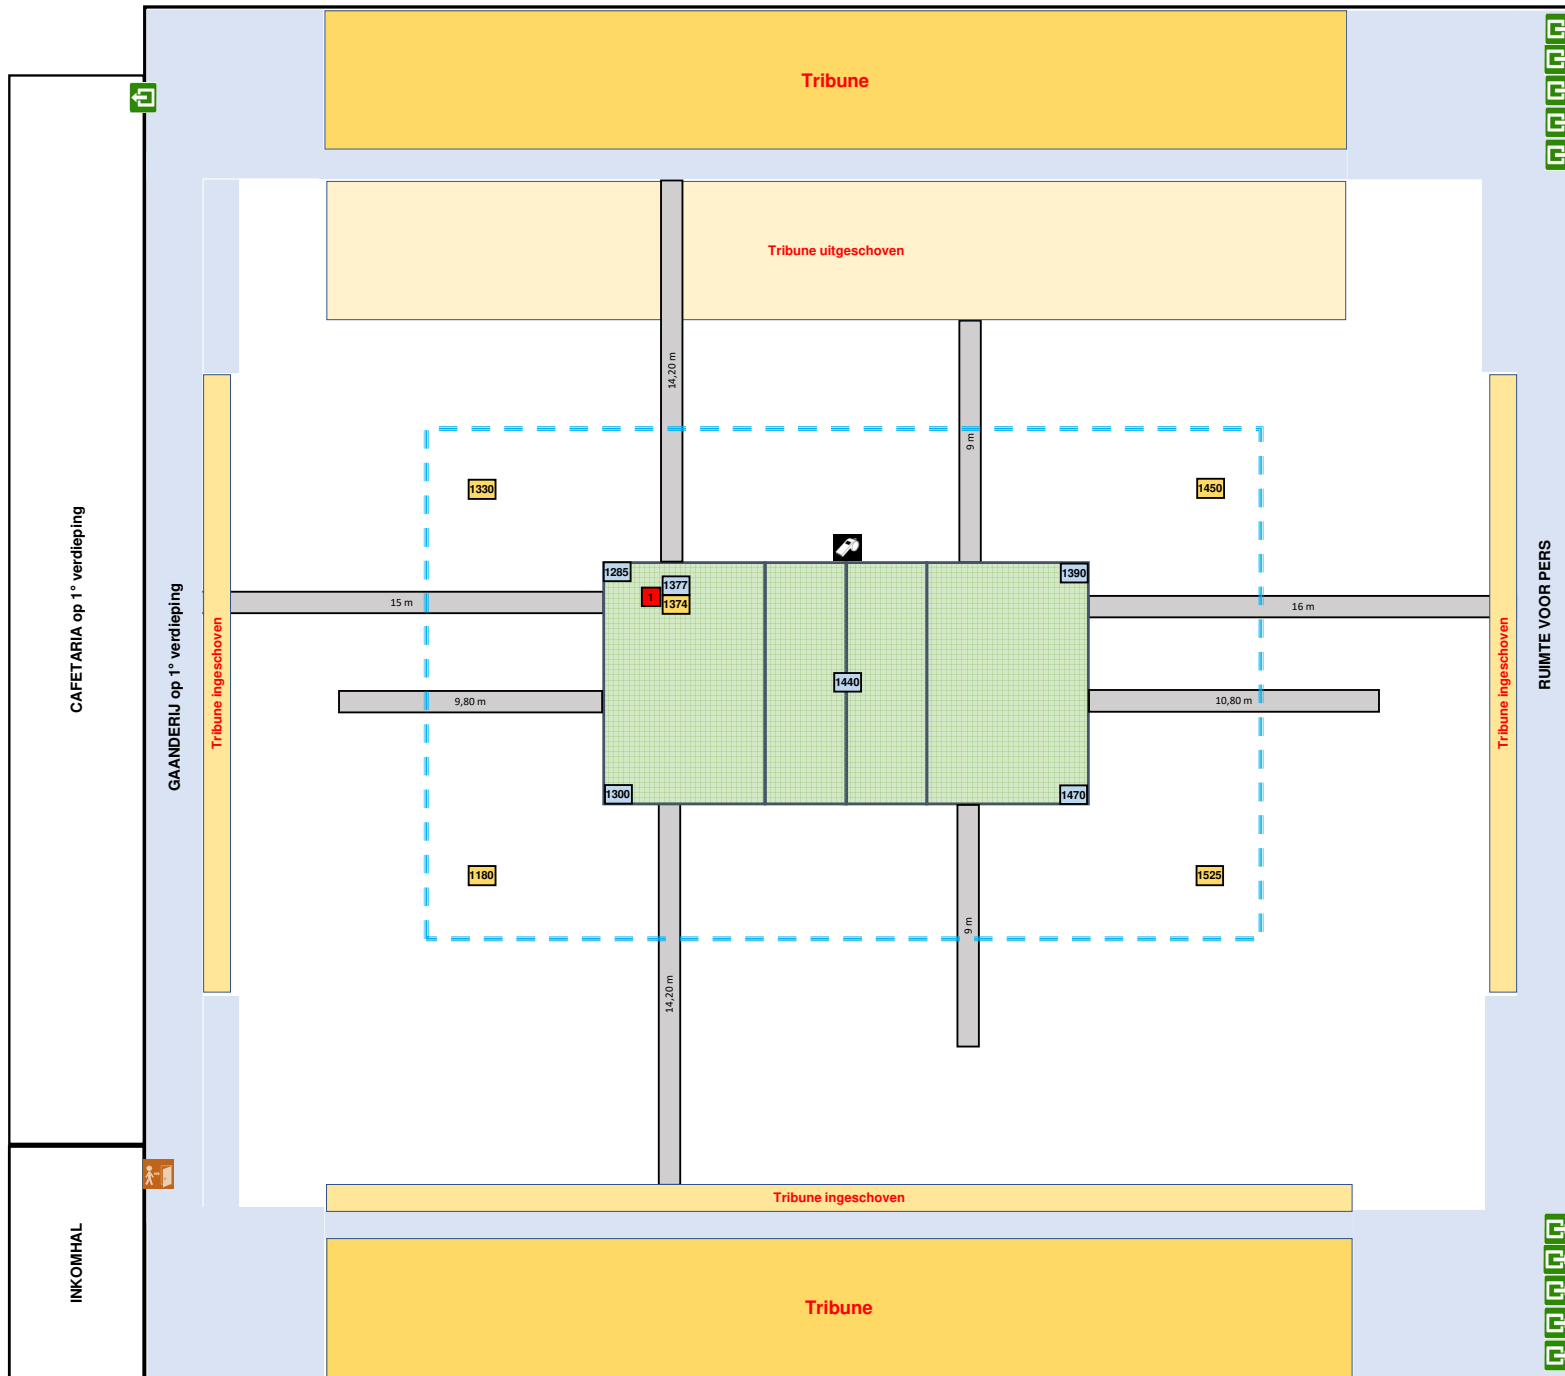 Tribune
Tribune uitgeschoven
14,20 m
9 m
1330
1450
CAFETARIA op 1° verdieping
GAANDERIJ op 1° verdieping
Tribune ingeschoven
15 m
9,80 m
1285
1377
1
1374
1390
1440
1300
1470
16 m
10,80 m
Tribune ingeschoven
RUIMTE VOOR PERS
1180
1525
14,20 m
9 m
Tribune ingeschoven
INKOMHAL
Tribune